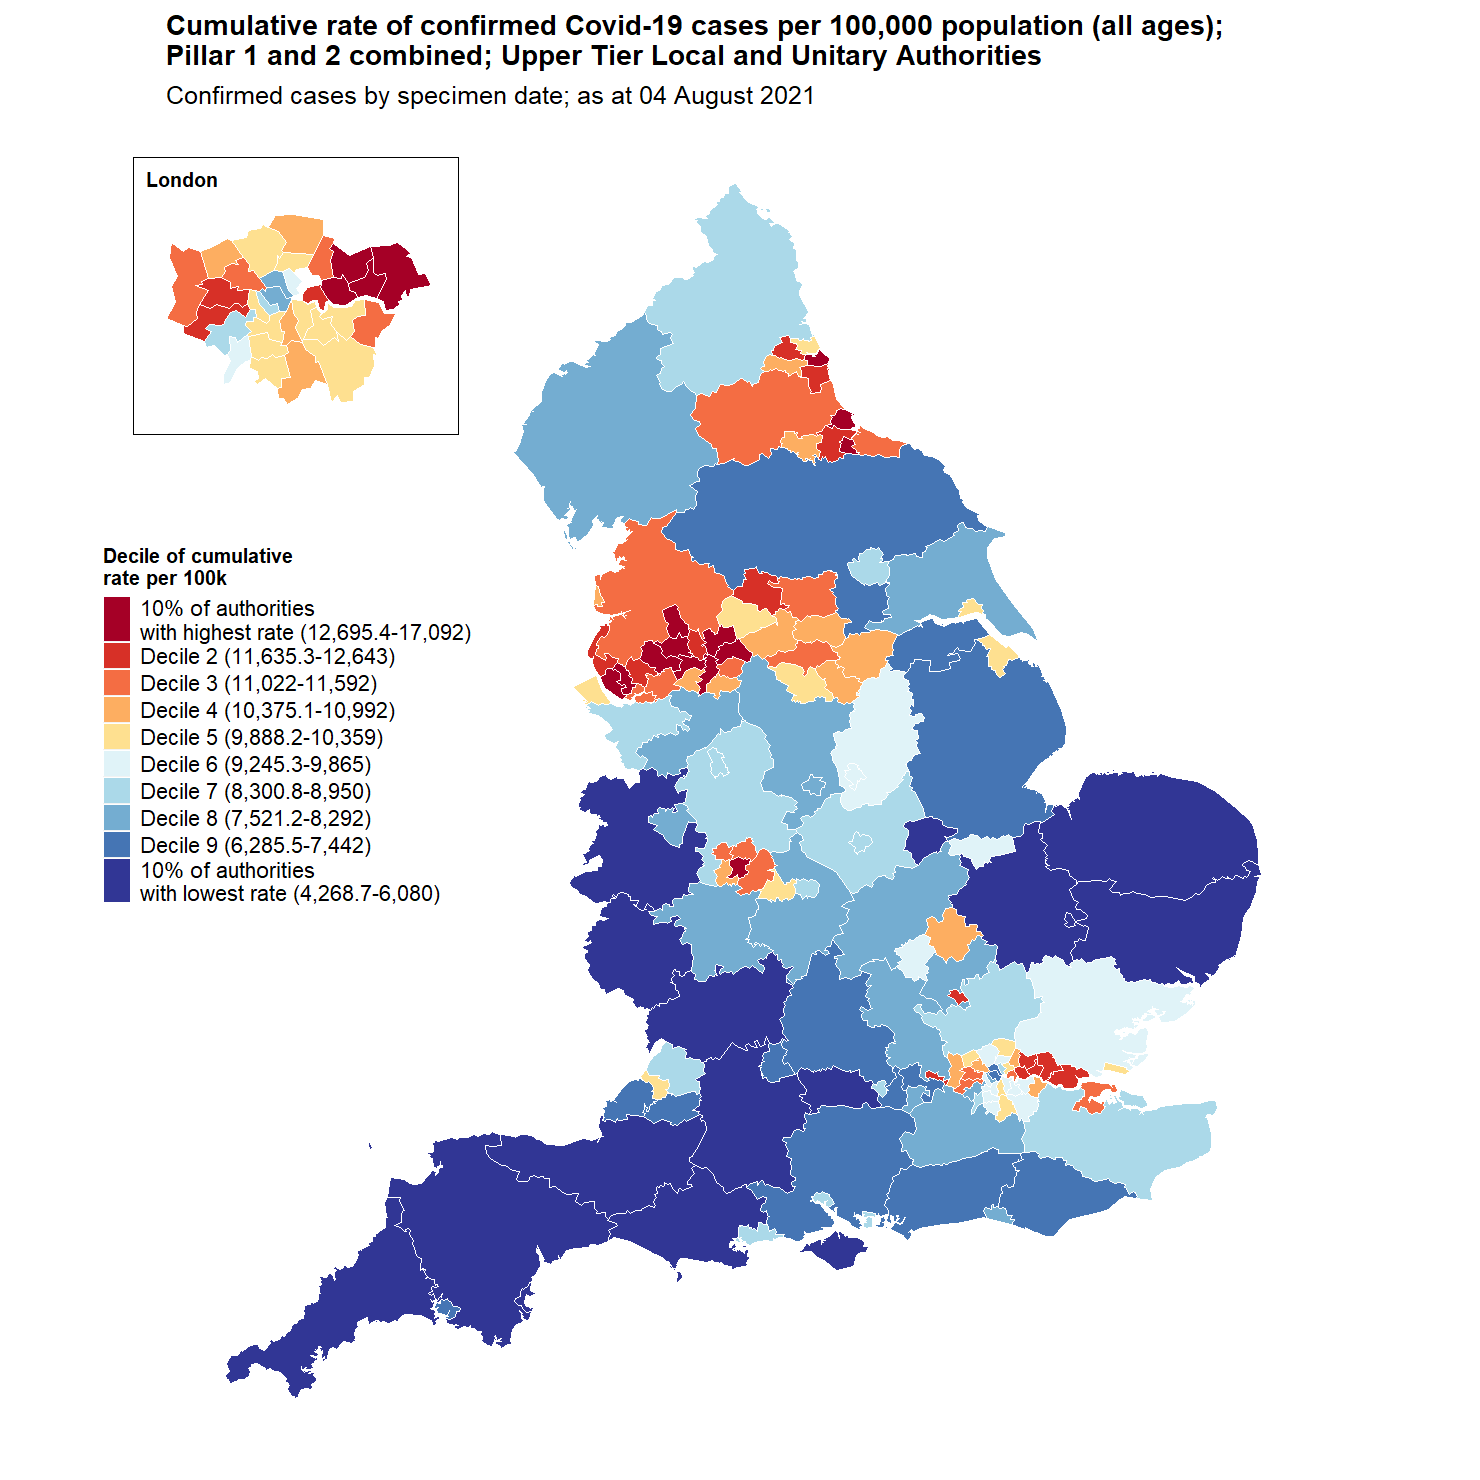 Cumulative rate of confirmed Covid-19 cases per 100,000 population (all ages);
Pillar 1 and 2 combined; Upper Tier Local and Unitary Authorities
Confirmed cases by specimen date; as at 04 August 2021
London
Decile of cumulative
rate per 100k
10% of authorities
with highest rate (12,695.4-17,092)
Decile 2 (11,635.3-12,643)
Decile 3 (11,022-11,592)
Decile 4 (10,375.1-10,992)
Decile 5 (9,888.2-10,359)
Decile 6 (9,245.3-9,865)
Decile 7 (8,300.8-8,950)
Decile 8 (7,521.2-8,292)
Decile 9 (6,285.5-7,442)
10% of authorities
with lowest rate (4,268.7-6,080)